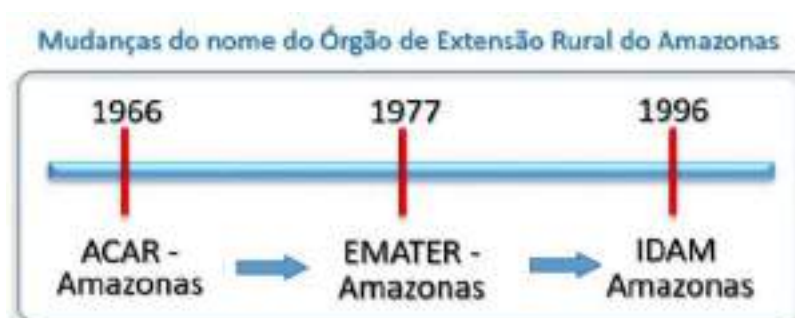 Mudanças do nome do Órgão de Extensão Rural do Amazonas
1966
1977
1996
ACAR -
Amazonas
EMATER -
Amazonas
IDAM
Amazonas